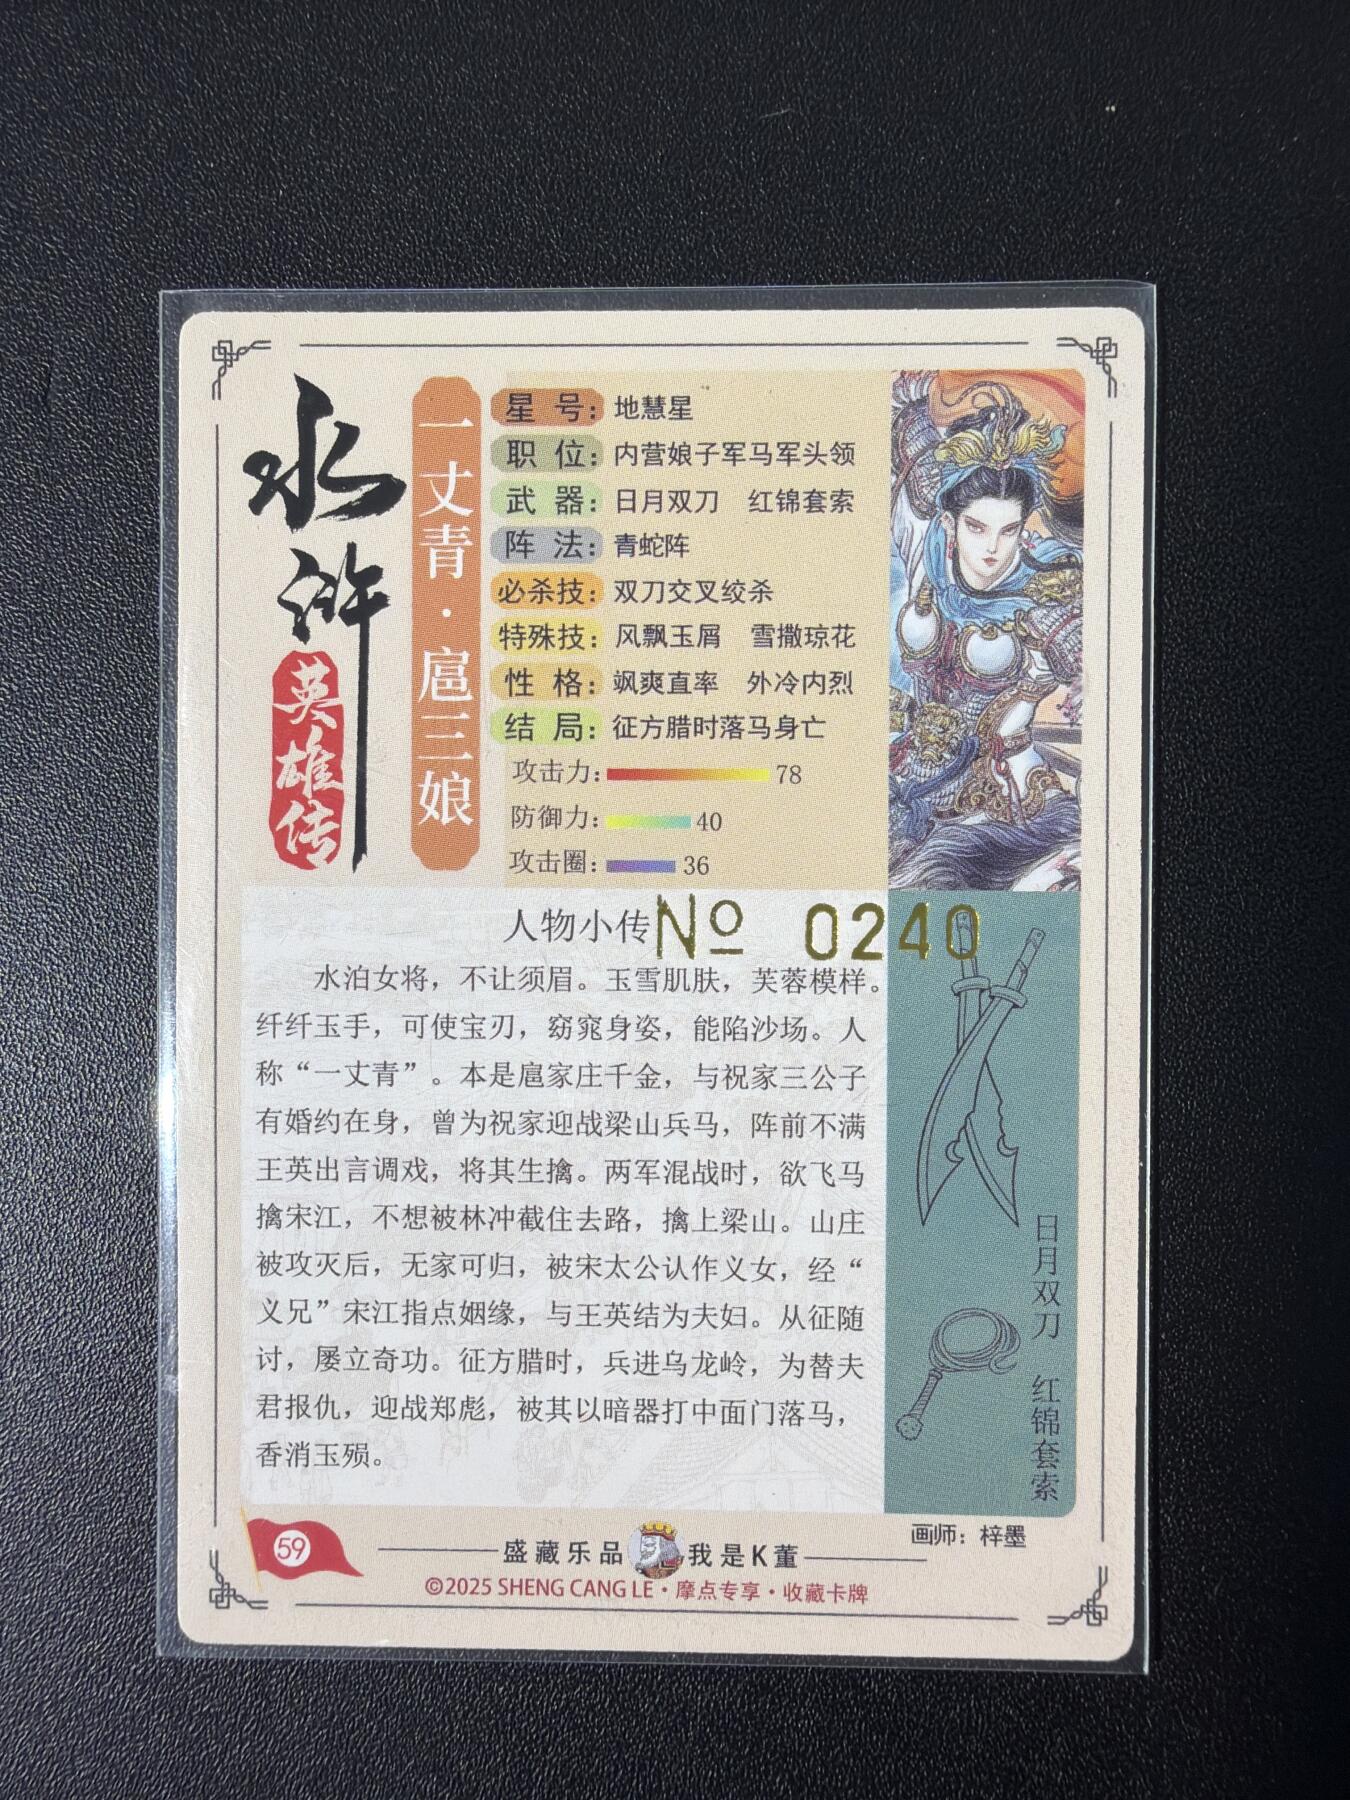 水浒
英雄传
一丈青·扈三娘
星号：地慧星
职位：内营娘子军马军头领
武器：日月双刀 红锦套索
阵法：青蛇阵
必杀技：双刀交叉绞杀
特殊技：风飘玉屑 雪撒琼花
性格：飒爽直率 外冷内烈
结局：征方腊时落马身亡
攻击力：78
防御力：40
攻击圈：36
人物小传
№ 0240
水泊女将，不让须眉。玉雪肌肤，芙蓉模样。
纤纤玉手，可使宝刃，窈窕身姿，能陷沙场。人
称“一丈青”。本是扈家庄千金，与祝家三公子
有婚约在身，曾为祝家迎战梁山兵马，阵前不满
王英出言调戏，将其生擒。两军混战时，欲飞马
擒宋江，不想被林冲截住去路，擒上梁山。山庄
被攻灭后，无家可归，被宋太公认作义女，经“
义兄”宋江指点姻缘，与王英结为夫妇。从征随
讨，屡立奇功。征方腊时，兵进乌龙岭，为替夫
君报仇，迎战郑彪，被其以暗器打中面门落马，
香消玉殒。
日月双刀 红锦套索
画师：梓墨
59
盛藏乐品 我是K董
©2025 SHENG CANG LE·摩点专享·收藏卡牌